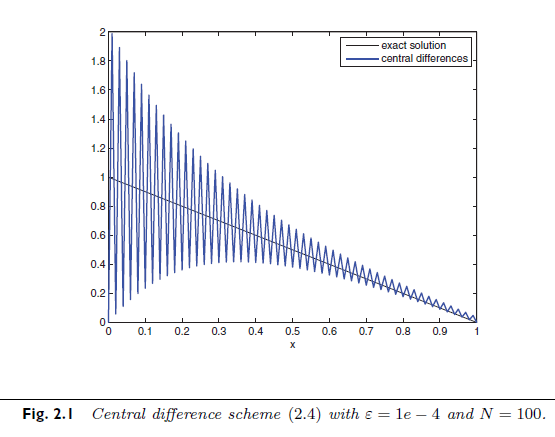 2
1.8
1.6
1.4
1.2
1
0.8
0.6
0.4
0.2
0
exact solution
central differences
0 0.1 0.2 0.3 0.4 0.5 0.6 0.7 0.8 0.9 1
x
Fig. 2.1 Central difference scheme (2.4) with ε = 1e − 4 and N = 100.